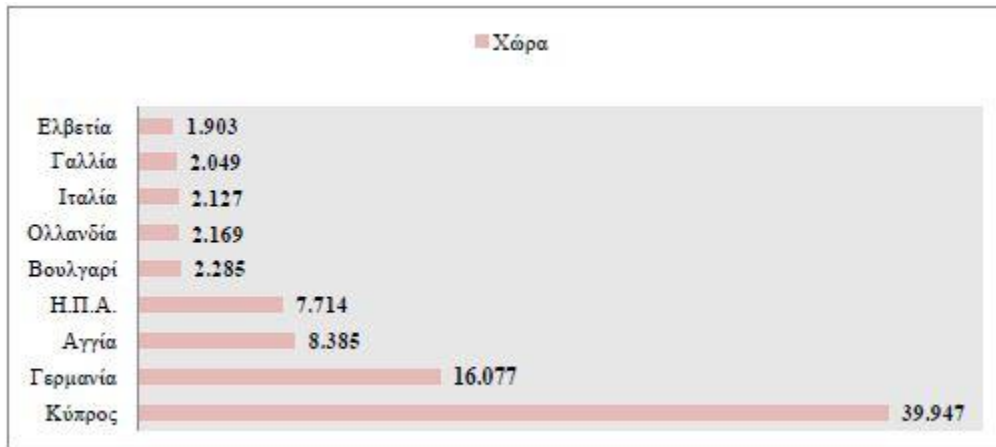 Χώρα
Ελβετία 1.903
Γαλλία 2.049
Ιταλία 2.127
Ολλανδία 2.169
Βουλγαρί 2.285
Η.Π.Α. 7.714
Αγγία 8.385
Γερμανία 16.077
Κύπρος 39.947